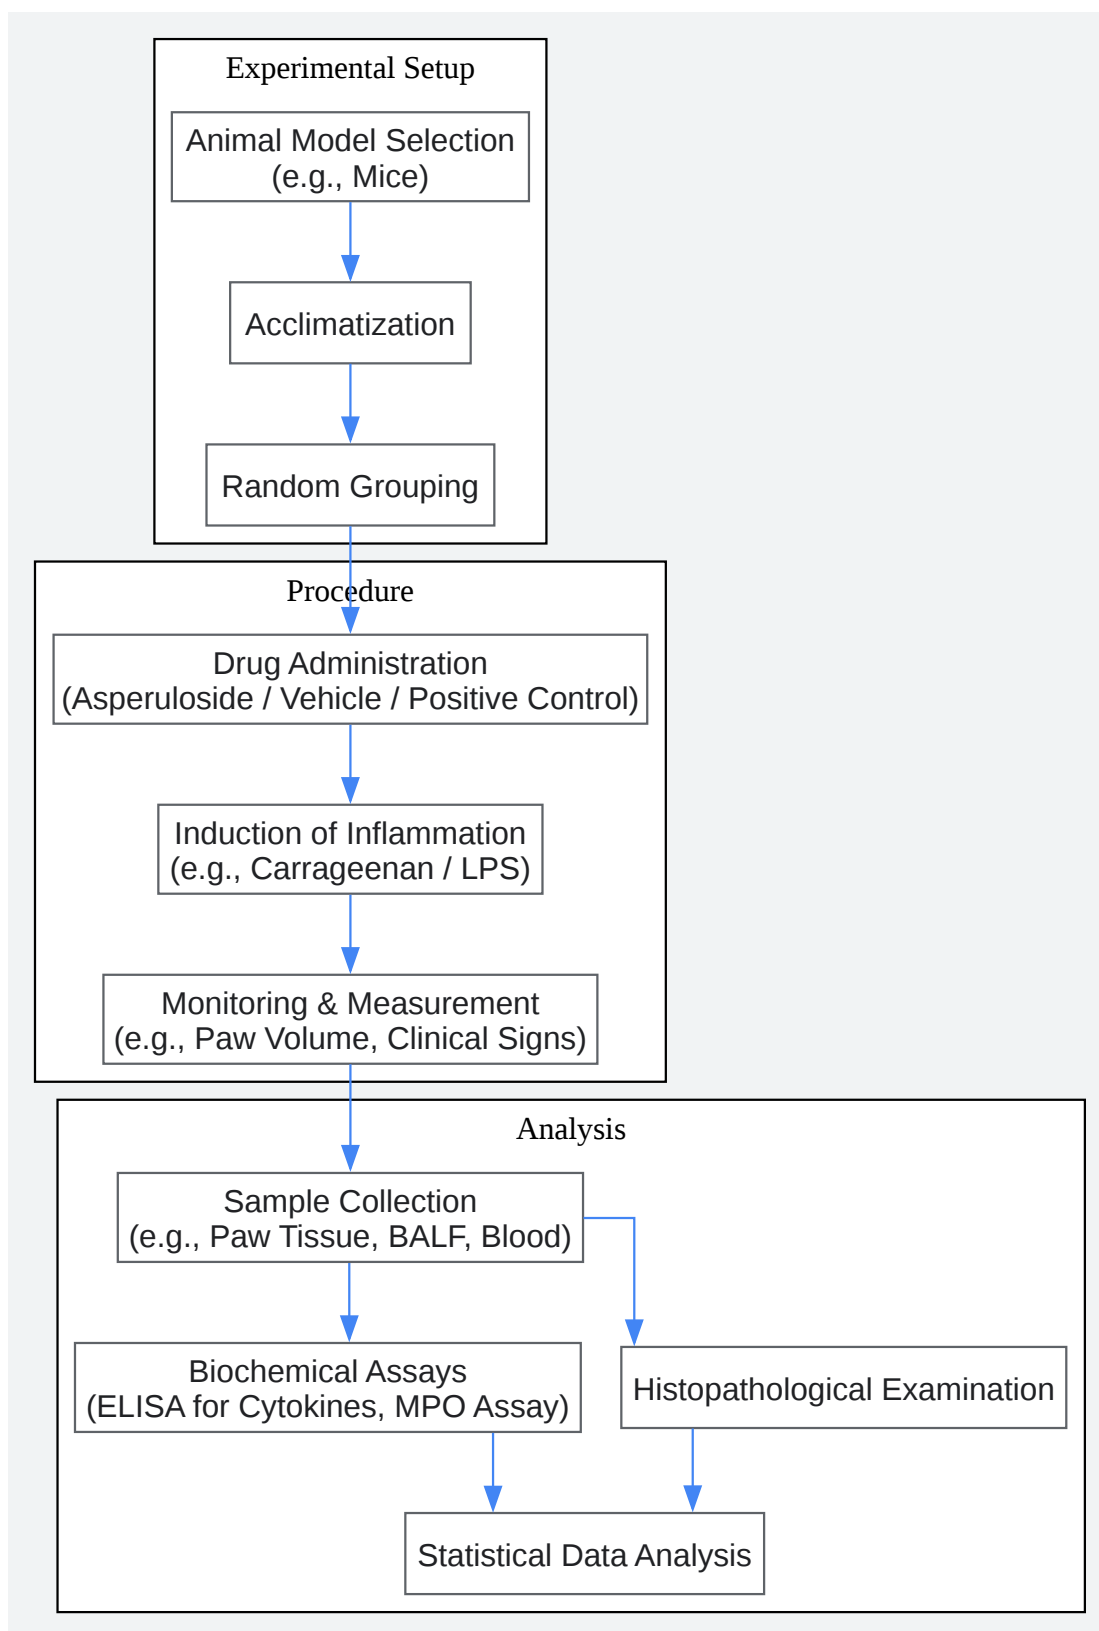 Experimental Setup
Animal Model Selection
(e.g., Mice)
Acclimatization
Random Grouping
Procedure
Drug Administration
(Asperuloside / Vehicle / Positive Control)
Induction of Inflammation
(e.g., Carrageenan / LPS)
Monitoring & Measurement
(e.g., Paw Volume, Clinical Signs)
Analysis
Sample Collection
(e.g., Paw Tissue, BALF, Blood)
Biochemical Assays
(ELISA for Cytokines, MPO Assay)
Histopathological Examination
Statistical Data Analysis